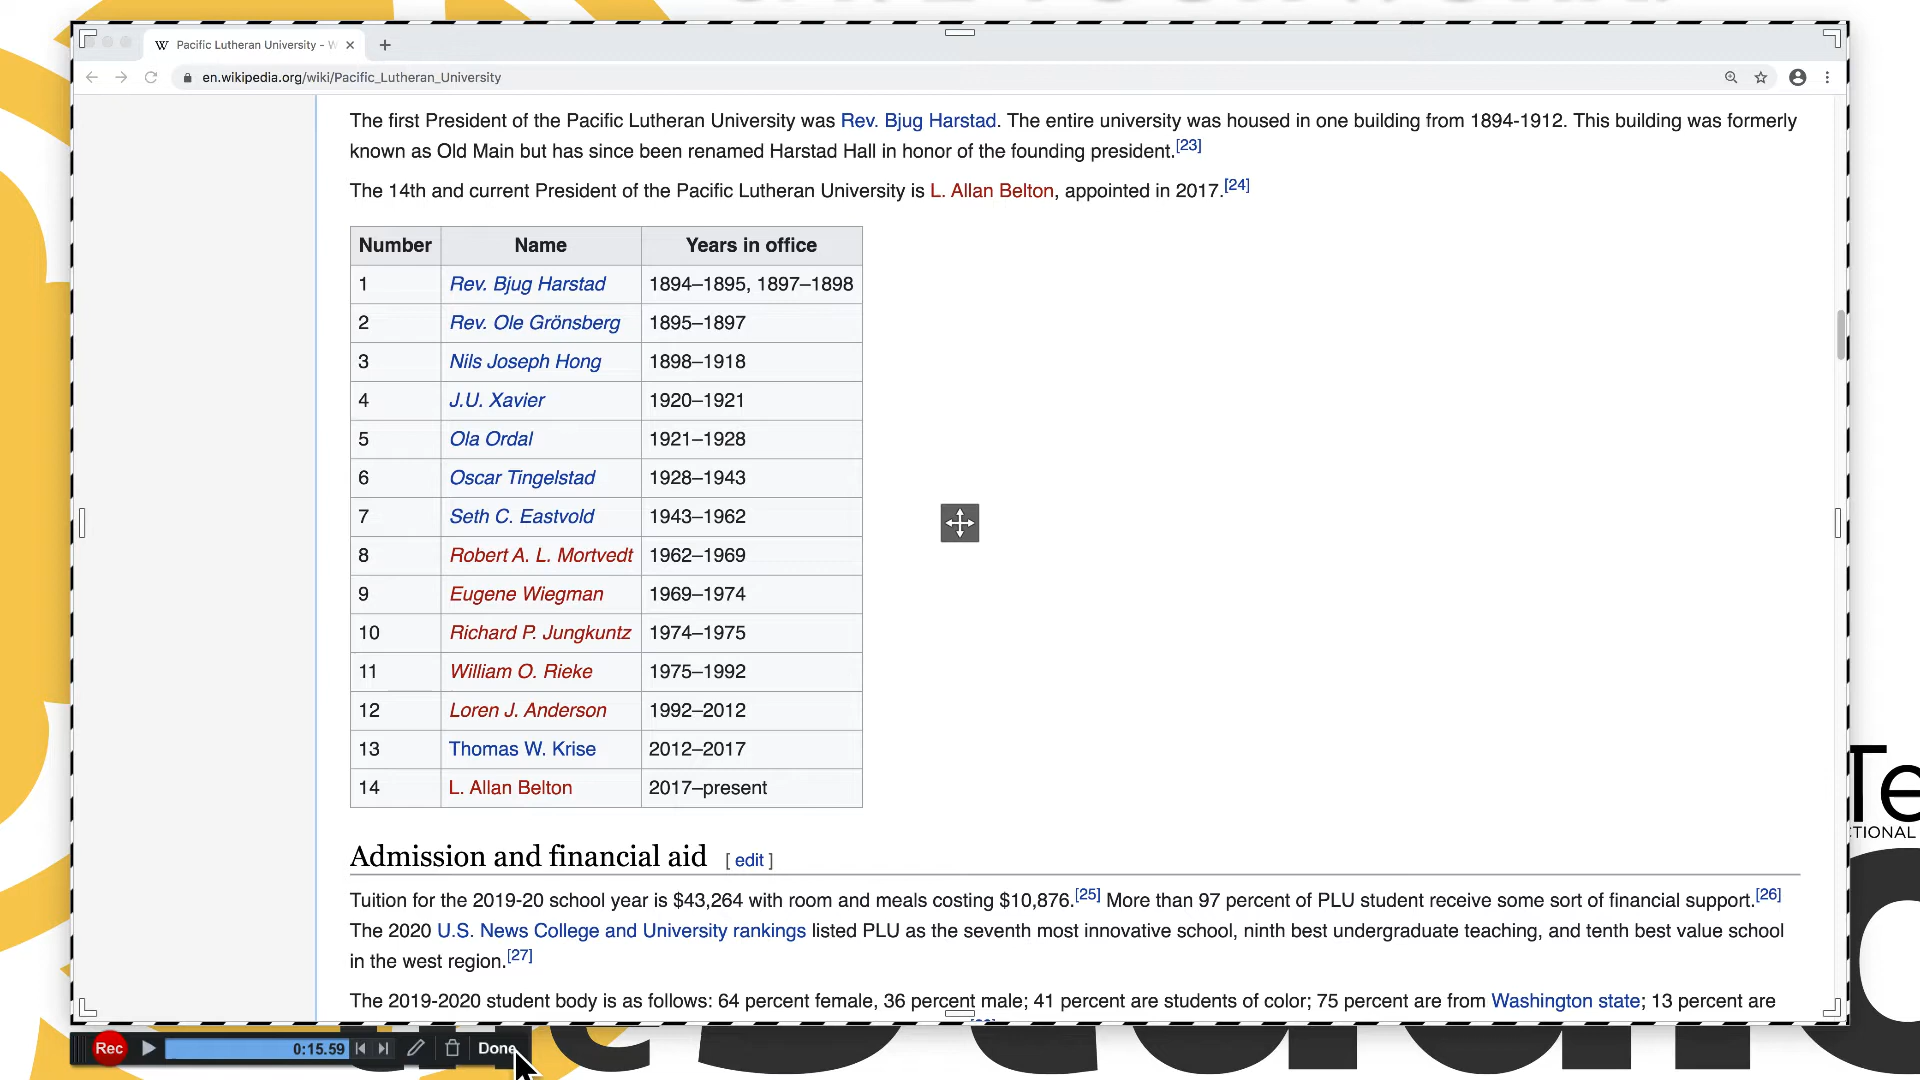 Pacific Lutheran University - W
en.wikipedia.org/wiki/Pacific_Lutheran_University
The first President of the Pacific Lutheran University was Rev. Bjug Harstad. The entire university was housed in one building from 1894-1912. This building was formerly
known as Old Main but has since been renamed Harstad Hall in honor of the founding president.[23]
The 14th and current President of the Pacific Lutheran University is L. Allan Belton, appointed in 2017.[24]
Number Name Years in office
1 Rev. Bjug Harstad 1894–1895, 1897–1898
2 Rev. Ole Grönsberg 1895–1897
3 Nils Joseph Hong 1898–1918
4 J.U. Xavier 1920–1921
5 Ola Ordal 1921–1928
6 Oscar Tingelstad 1928–1943
7 Seth C. Eastvold 1943–1962
8 Robert A. L. Mortvedt 1962–1969
9 Eugene Wiegman 1969–1974
10 Richard P. Jungkuntz 1974–1975
11 William O. Rieke 1975–1992
12 Loren J. Anderson 1992–2012
13 Thomas W. Krise 2012–2017
14 L. Allan Belton 2017–present
Te
CTIONAL
Admission and financial aid [ edit ]
Tuition for the 2019-20 school year is $43,264 with room and meals costing $10,876.[25] More than 97 percent of PLU student receive some sort of financial support.[26]
The 2020 U.S. News College and University rankings listed PLU as the seventh most innovative school, ninth best undergraduate teaching, and tenth best value school
in the west region.[27]
The 2019-2020 student body is as follows: 64 percent female, 36 percent male; 41 percent are students of color; 75 percent are from Washington state; 13 percent are
Rec 0:15.59 Done